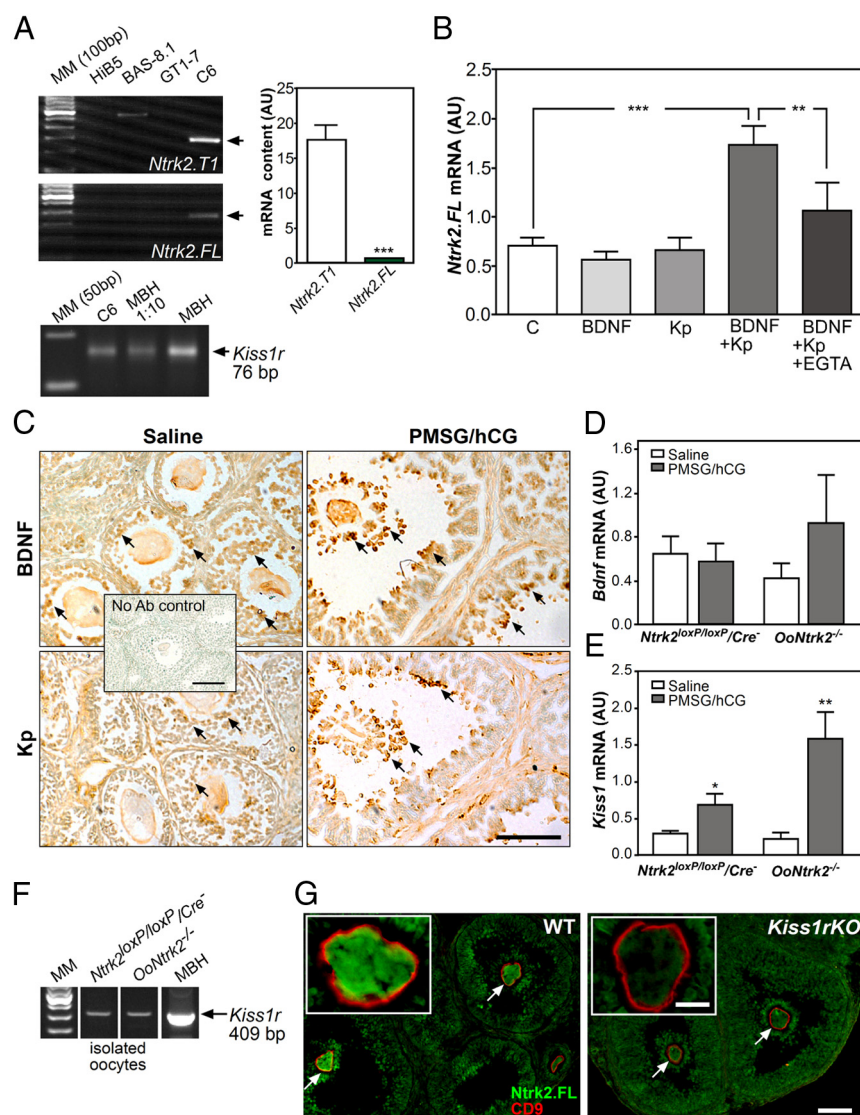 A
MM (100bp)
HiB5
BAS-8.1
GT1-7
C6
Ntrk2.T1
Ntrk2.FL
MM (50bp)
C6
MBH
1:10
MBH
Kiss1r
76 bp
mRNA content (AU)
25
20
15
10
5
0
***
Ntrk2.T1
Ntrk2.FL
B
Ntrk2.FL mRNA (AU)
2.5
2.0
1.5
1.0
0.5
0.0
***
**
C
BDNF
Kp
BDNF
+Kp
BDNF
+Kp
+EGTA
C
Saline
PMSG/hCG
BDNF
No Ab control
Kp
D
Bdnf mRNA (AU)
1.6
1.2
0.8
0.4
0.0
Saline
PMSG/hCG
Ntrk2loxP/loxP/Cre-
OoNtrk2-/-
E
Kiss1 mRNA (AU)
2.5
2.0
1.5
1.0
0.5
0.0
Saline
PMSG/hCG
*
**
Ntrk2loxP/loxP/Cre-
OoNtrk2-/-
F
MM
Ntrk2loxP/loxP/Cre-
OoNtrk2-/-
MBH
Kiss1r
409 bp
isolated
oocytes
G
WT
Kiss1rKO
Ntrk2.FL
CD9